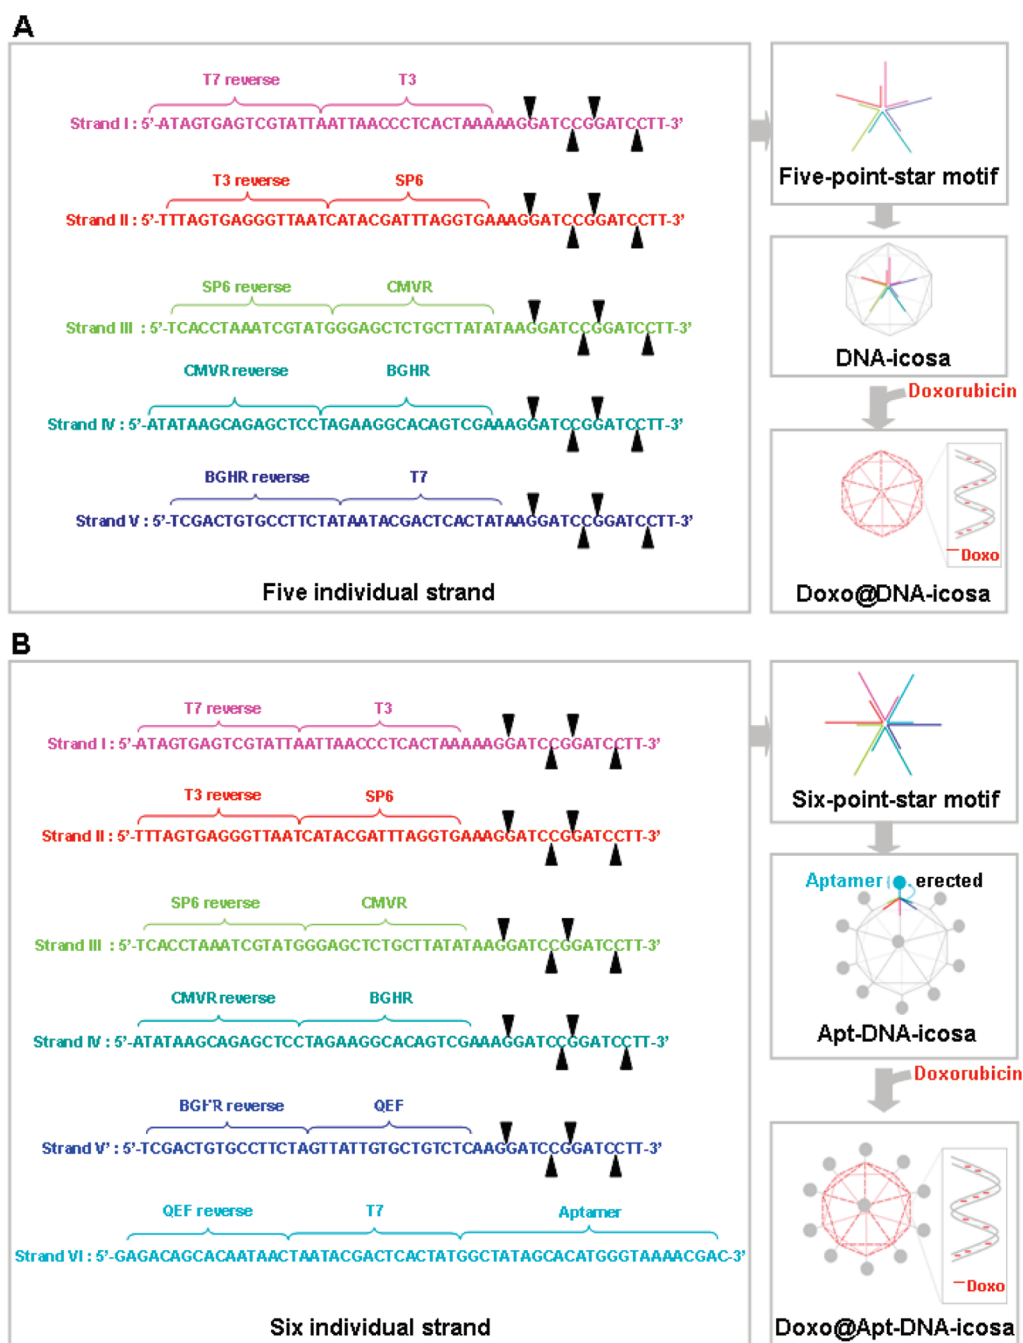 A
T7 reverse T3
Strand I : 5'-ATAGTGAGTCGTATTAATTAACCCTCACTAAAAAGGATCCGGATCCTT-3'
T3 reverse SP6
Strand II : 5'-TTTAGTGAGGGTTAATCATACGATTTAGGTGAAAGGATCCGGATCCTT-3'
SP6 reverse CMVR
Strand III : 5'-TCACCTAAATCGTATGGGAGCTCTGCTTATATAAGGATCCGGATCCTT-3'
CMVR reverse BGHR
Strand IV : 5'-ATATAAGCAGAGCTCCTAGAAGGCACAGTCGAAAGGATCCGGATCCTT-3'
BGHR reverse T7
Strand V : 5'-TCGACTGTGCCTTCTATAATACGACTCACTATAAGGATCCGGATCCTT-3'
Five individual strand
Five-point-star motif
DNA-icosa
Doxorubicin
Doxo
Doxo@DNA-icosa
B
T7 reverse T3
Strand I : 5'-ATAGTGAGTCGTATTAATTAACCCTCACTAAAAAGGATCCGGATCCTT-3'
T3 reverse SP6
Strand II : 5'-TTTAGTGAGGGTTAATCATACGATTTAGGTGAAAGGATCCGGATCCTT-3'
SP6 reverse CMVR
Strand III : 5'-TCACCTAAATCGTATGGGAGCTCTGCTTATATAAGGATCCGGATCCTT-3'
CMVR reverse BGHR
Strand IV : 5'-ATATAAGCAGAGCTCCTAGAAGGCACAGTCGAAAGGATCCGGATCCTT-3'
BGHR reverse QEF
Strand V' : 5'-TCGACTGTGCCTTCTAGTTATTGTGCTGTCTCAAGGATCCGGATCCTT-3'
QEF reverse T7 Aptamer
Strand VI : 5'-GAGACAGCACAATAACTAATACGACTCACTATGGCTATAGCACATGGGTAAAACGAC-3'
Six individual strand
Six-point-star motif
Aptamer erected
Apt-DNA-icosa
Doxorubicin
Doxo
Doxo@Apt-DNA-icosa